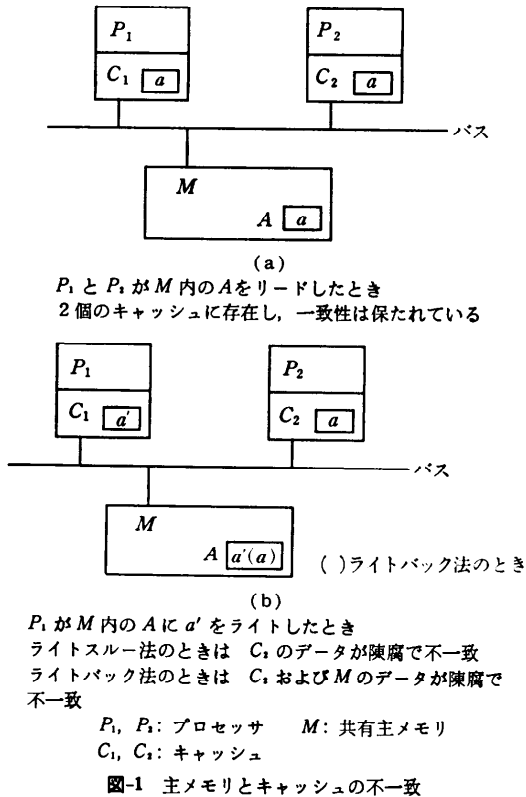 P₁
P₂
C₁ a
C₂ a
バス
M
A a
(a)
P₁ と P₂ が M 内の A をリードしたとき
2個のキャッシュに存在し，一致性は保たれている
P₁
P₂
C₁ a′
C₂ a
バス
M
A a′(a)
( )ライトバック法のとき
(b)
P₁ が M 内の A に a′ をライトしたとき
ライトスルー法のときは C₂ のデータが陳腐で不一致
ライトバック法のときは C₂ および M のデータが陳腐で
不一致
P₁, P₂: プロセッサ M: 共有主メモリ
C₁, C₂: キャッシュ
図-1 主メモリとキャッシュの不一致